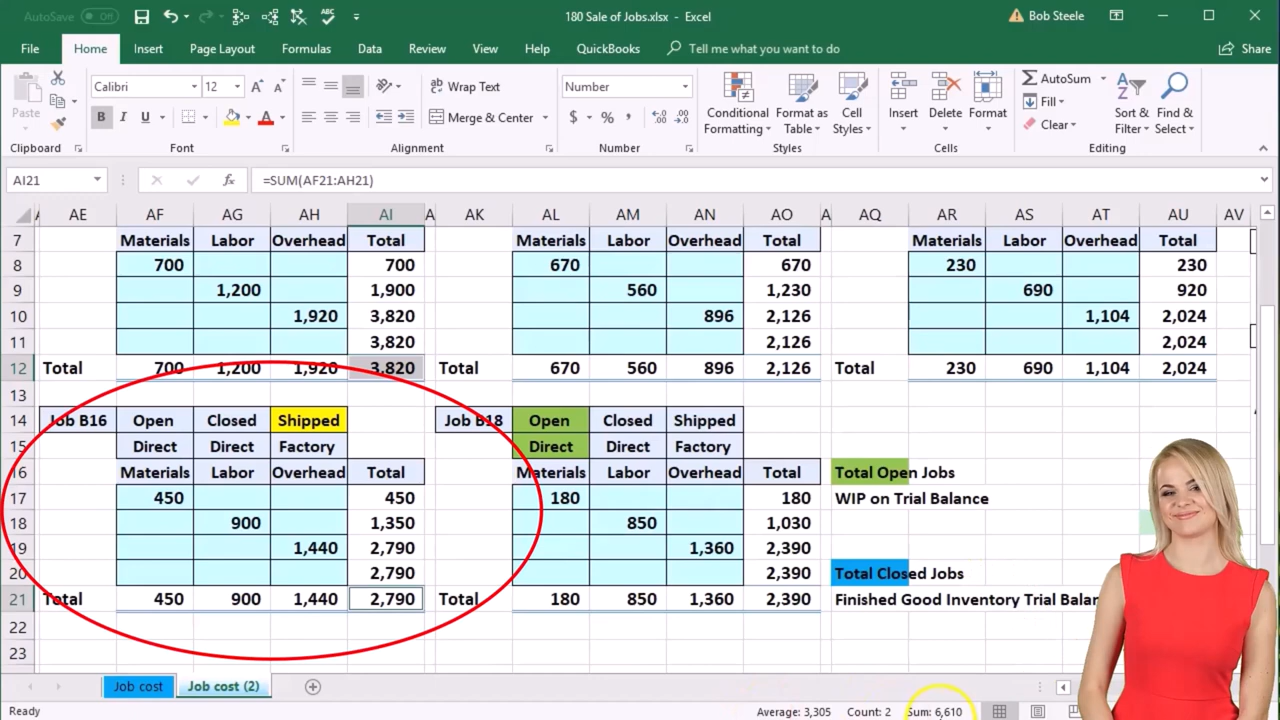 AutoSave Off 180 Sale of Jobs.xlsx - Excel Bob Steele
File Home Insert Page Layout Formulas Data Review View Help QuickBooks Tell me what you want to do Share
Calibri 12 Wrap Text Number AutoSum
Fill
Paste B I U Merge & Center $ % Conditional Formatting Format as Table Cell Styles Insert Delete Format Clear Sort & Filter Find & Select
Clipboard Font Alignment Number Styles Cells Editing
AI21 fx =SUM(AF21:AH21)
AE AF AG AH AI A AK AL AM AN AO A AQ AR AS AT AU AV
7 Materials Labor Overhead Total Materials Labor Overhead Total Materials Labor Overhead Total
8 700 700 670 670 230 230
9 1,200 1,900 560 1,230 690 920
10 1,920 3,820 896 2,126 1,104 2,024
11 3,820 2,126 2,024
12 Total 700 1,200 1,920 3,820 Total 670 560 896 2,126 Total 230 690 1,104 2,024
13
14 Job B16 Open Closed Shipped Job B18 Open Closed Shipped
15 Direct Direct Factory Direct Direct Factory
16 Materials Labor Overhead Total Materials Labor Overhead Total Total Open Jobs
17 450 450 180 180 WIP on Trial Balance
18 900 1,350 850 1,030
19 1,440 2,790 1,360 2,390
20 2,790 2,390 Total Closed Jobs
21 Total 450 900 1,440 2,790 Total 180 850 1,360 2,390 Finished Good Inventory Trial Balan
22
23
Job cost Job cost (2)
Ready Average: 3,305 Count: 2 Sum: 6,610